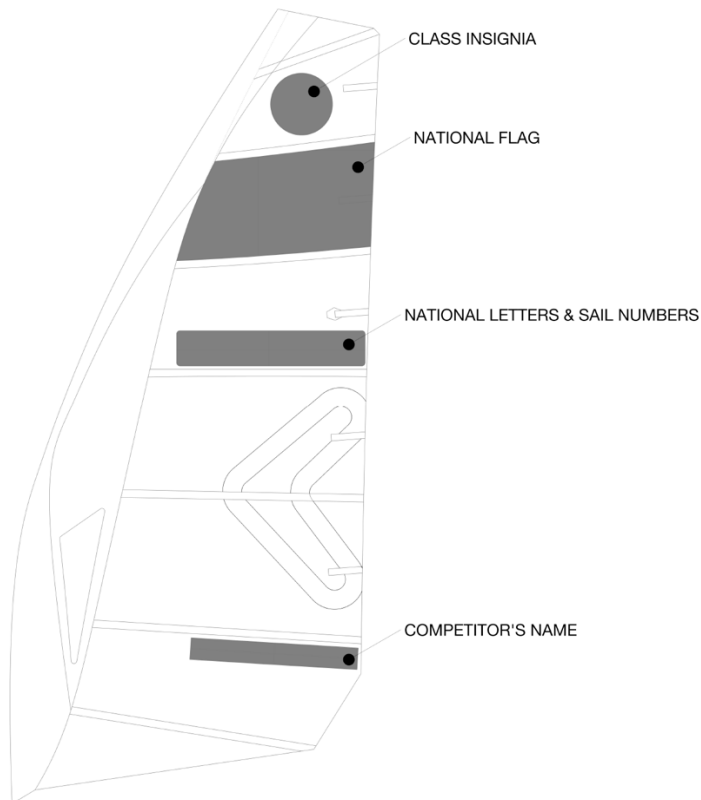 CLASS INSIGNIA
NATIONAL FLAG
NATIONAL LETTERS & SAIL NUMBERS
COMPETITOR'S NAME